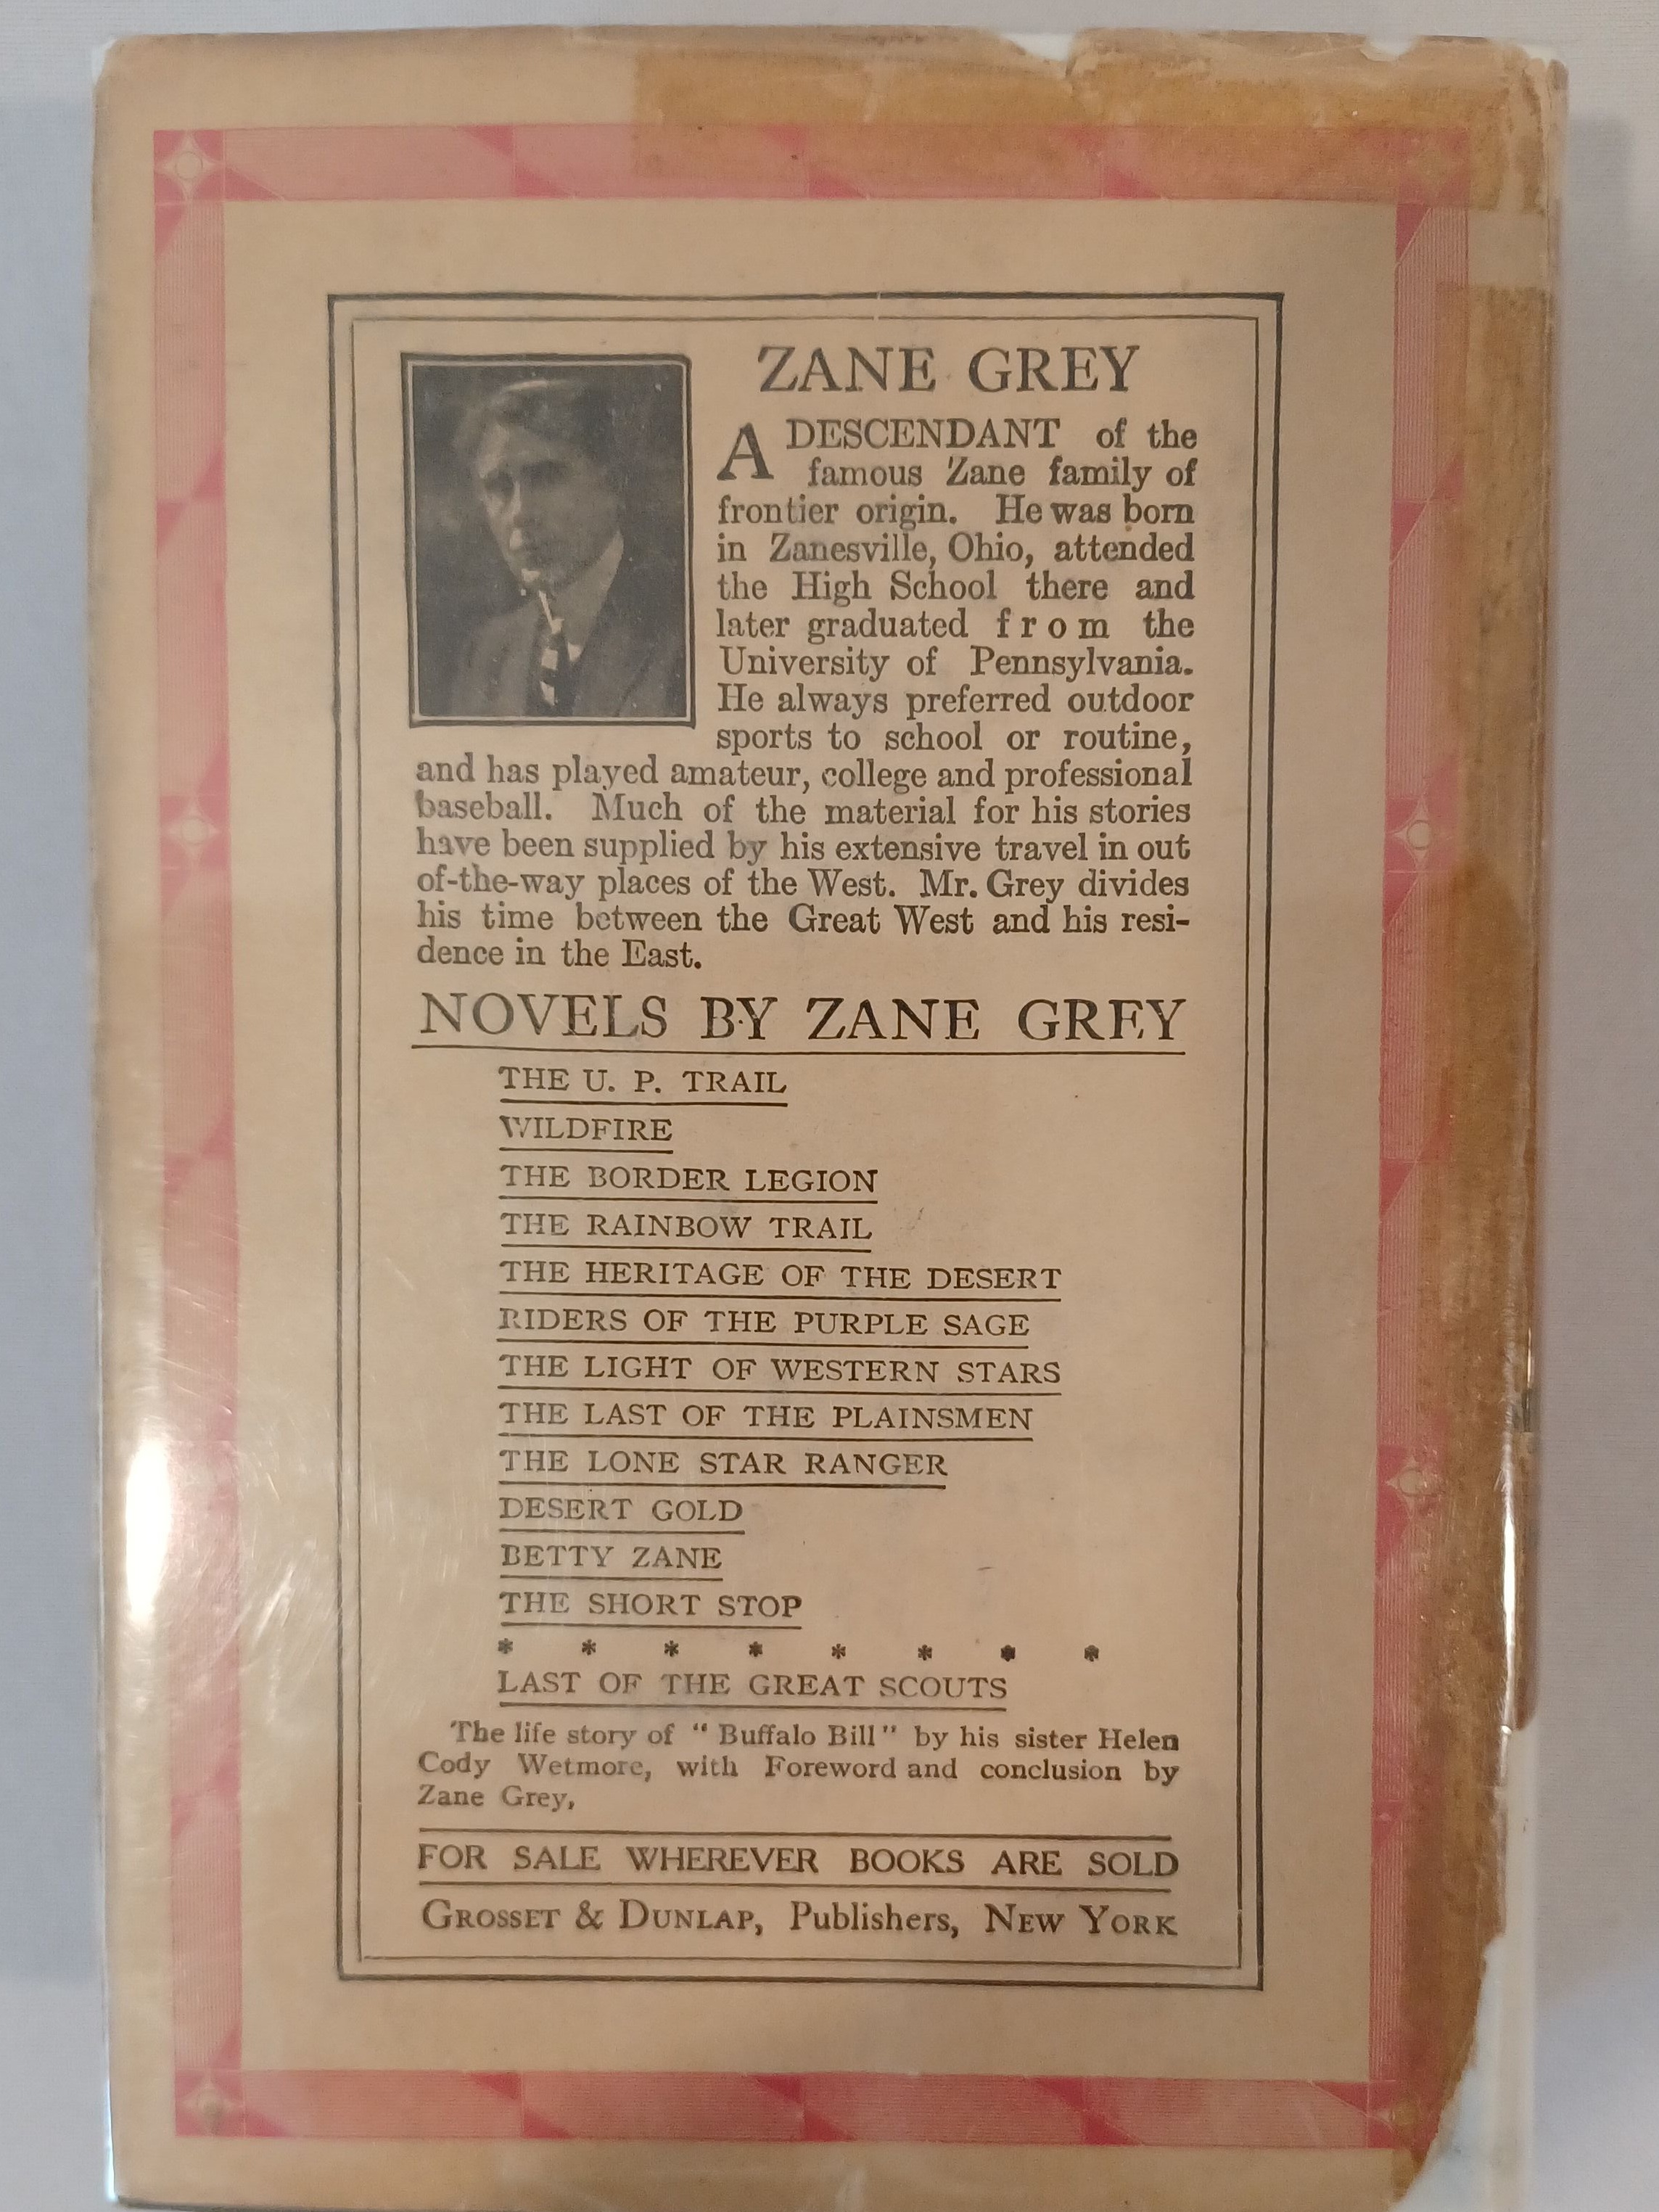 ZANE GREY
A DESCENDANT of the
famous Zane family of
frontier origin. He was born
in Zanesville, Ohio, attended
the High School there and
later graduated from the
University of Pennsylvania.
He always preferred outdoor
sports to school or routine,
and has played amateur, college and professional
baseball. Much of the material for his stories
have been supplied by his extensive travel in out
of-the-way places of the West. Mr. Grey divides
his time between the Great West and his resi-
dence in the East.
NOVELS BY ZANE GREY
THE U. P. TRAIL
WILDFIRE
THE BORDER LEGION
THE RAINBOW TRAIL
THE HERITAGE OF THE DESERT
RIDERS OF THE PURPLE SAGE
THE LIGHT OF WESTERN STARS
THE LAST OF THE PLAINSMEN
THE LONE STAR RANGER
DESERT GOLD
BETTY ZANE
THE SHORT STOP
* * * * * * * *
LAST OF THE GREAT SCOUTS
The life story of "Buffalo Bill" by his sister Helen
Cody Wetmore, with Foreword and conclusion by
Zane Grey,
FOR SALE WHEREVER BOOKS ARE SOLD
GROSSET & DUNLAP, Publishers, NEW YORK